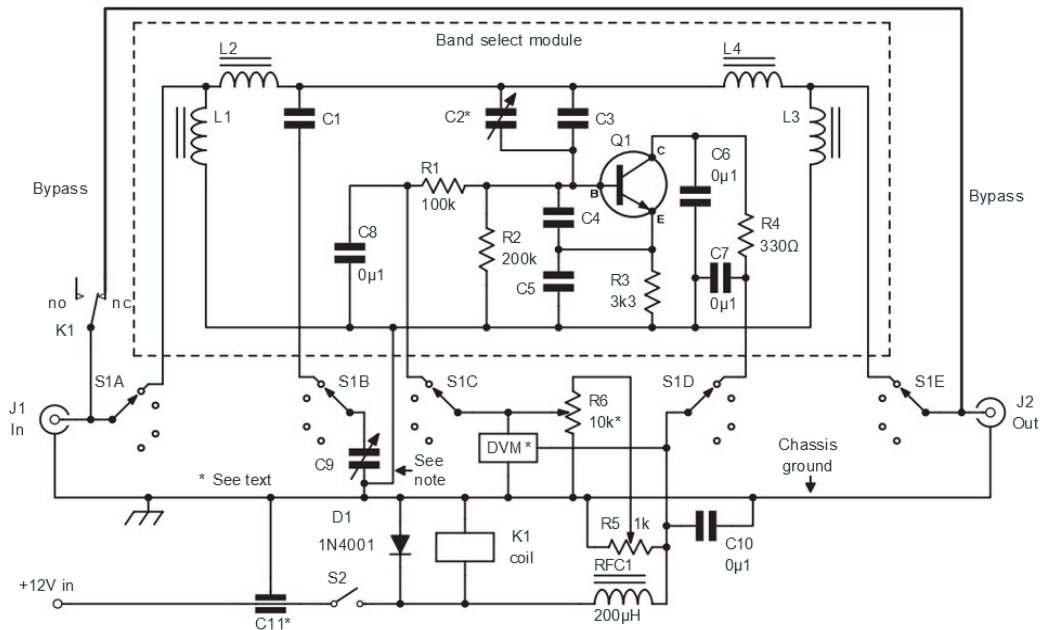 Band select module
L2
L4
L1
C1
C2*
C3
Q1
C
B
E
C6
0µ1
L3
Bypass
R1
100k
C4
R4
330Ω
Bypass
C8
0µ1
R2
200k
C5
R3
3k3
C7
0µ1
no
nc
K1
S1A
S1B
S1C
S1D
S1E
J1
In
R6
10k*
J2
Out
DVM *
C9
See
note
Chassis
ground
* See text
D1
1N4001
K1
coil
R5
1k
C10
0µ1
RFC1
200µH
+12V in
S2
C11*